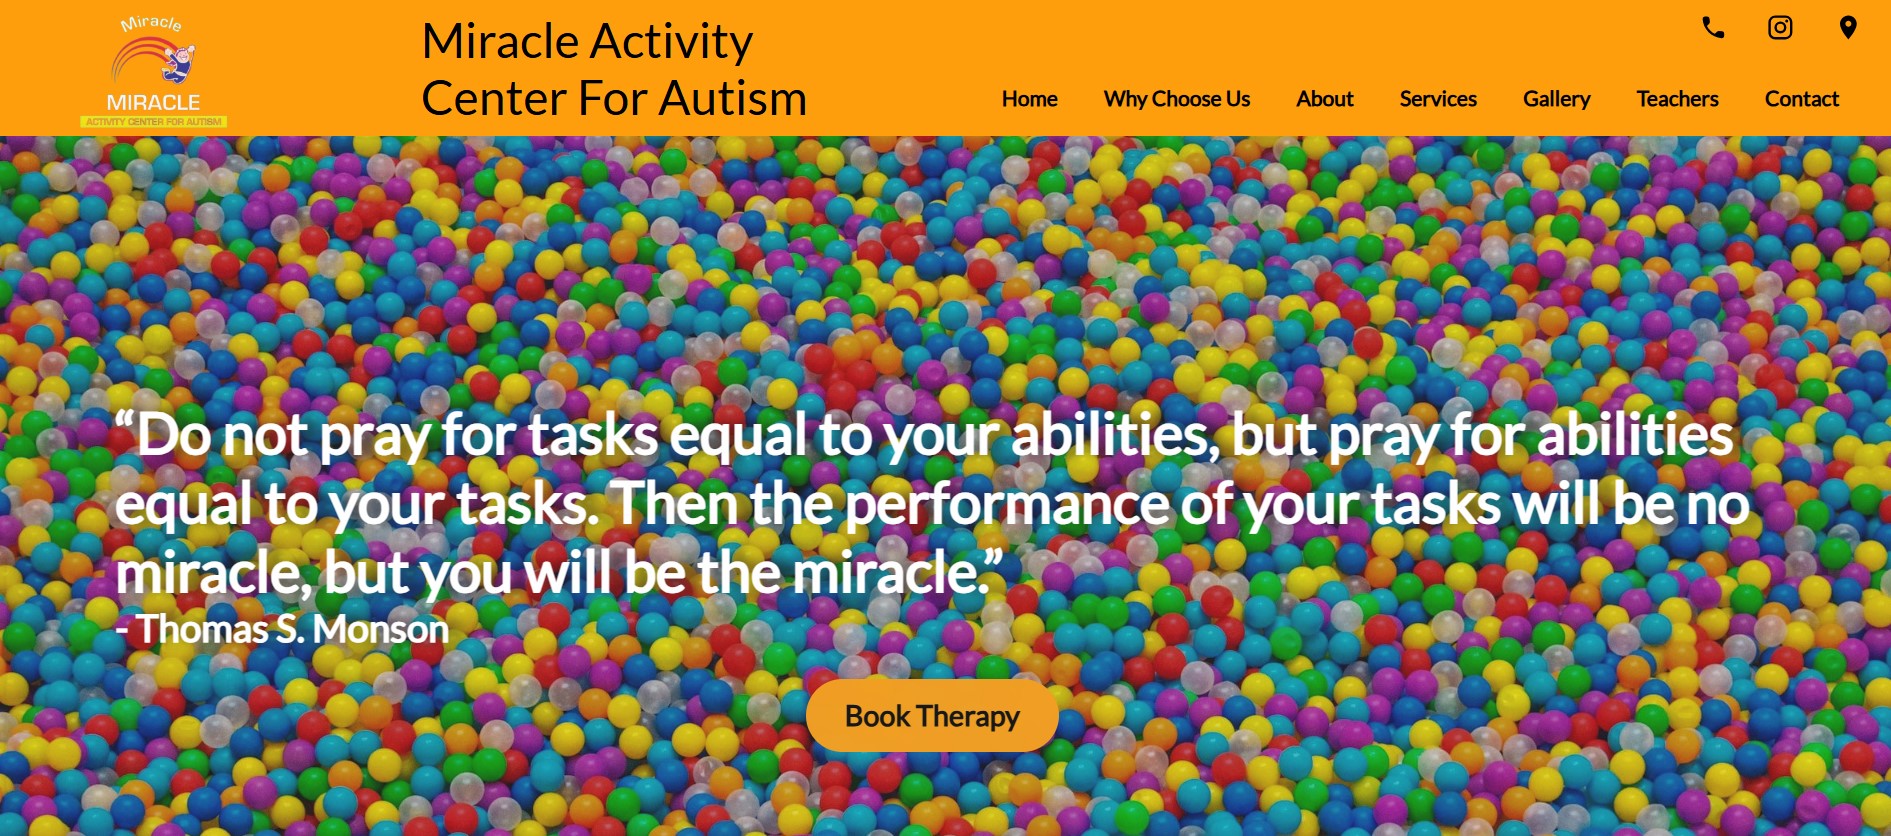 Miracle
MIRACLE
ACTIVITY CENTER FOR AUTISM
Miracle Activity
Center For Autism
Home Why Choose Us About Services Gallery Teachers Contact
“Do not pray for tasks equal to your abilities, but pray for abilities
equal to your tasks. Then the performance of your tasks will be no
miracle, but you will be the miracle.”
- Thomas S. Monson
Book Therapy